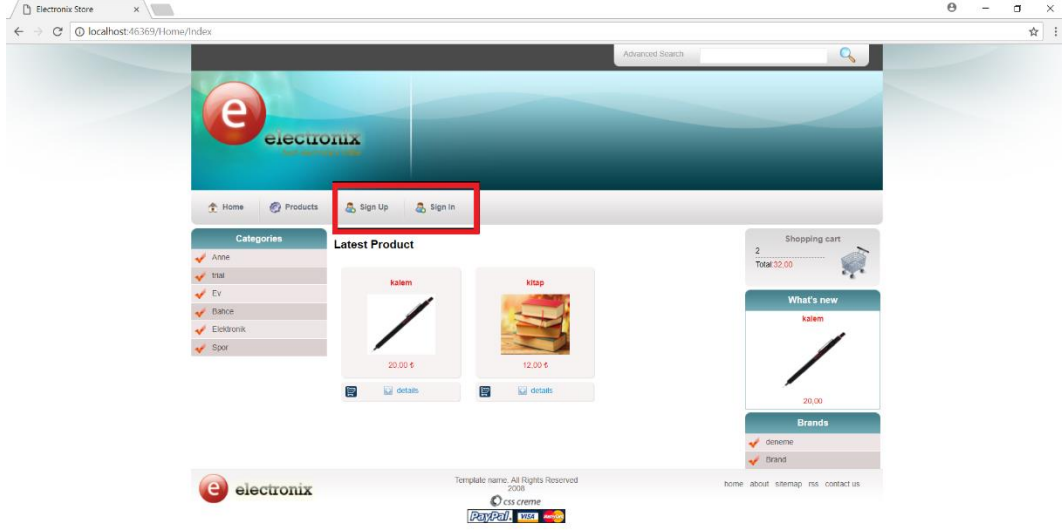 Electronix Store
localhost:46369/Home/Index
Advanced Search
e
electronix
Home Products Sign Up Sign In
Categories
Anne
trial
Ev
Bahce
Elektronik
Spor
Latest Product
kalem
20,00 ₺
details
kitap
12,00 ₺
details
Shopping cart
2
Total:32,00
What's new
kalem
20,00
Brands
deneme
Brand
e electronix
Template name. All Rights Reserved
2008
css creme
PayPal VISA
home about sitemap rss contact us